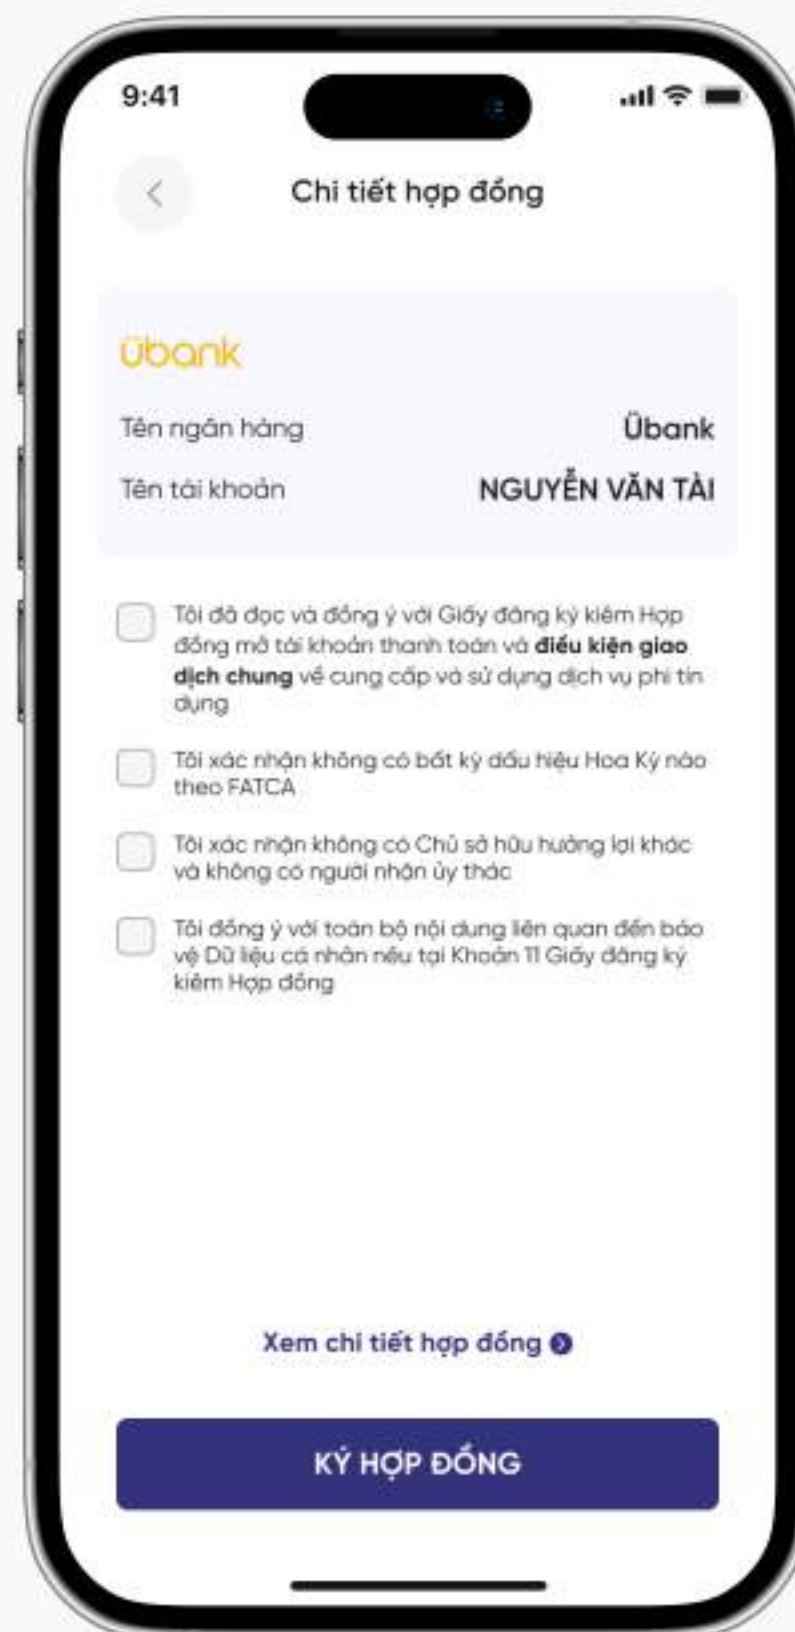 9:41
Chi tiết hợp đồng
Übank
Tên ngân hàng Übank
Tên tài khoản NGUYỄN VĂN TÀI
Tôi đã đọc và đồng ý với Giấy đăng ký kiêm Hợp
đồng mở tài khoản thanh toán và điều kiện giao
dịch chung về cung cấp và sử dụng dịch vụ phi tín
dụng
Tôi xác nhận không có bất kỳ dấu hiệu Hoa Kỳ nào
theo FATCA
Tôi xác nhận không có Chủ sở hữu hưởng lợi khác
và không có người nhận ủy thác
Tôi đồng ý với toàn bộ nội dung liên quan đến bảo
vệ Dữ liệu cá nhân nêu tại Khoản 11 Giấy đăng ký
kiêm Hợp đồng
Xem chi tiết hợp đồng
KÝ HỢP ĐỒNG